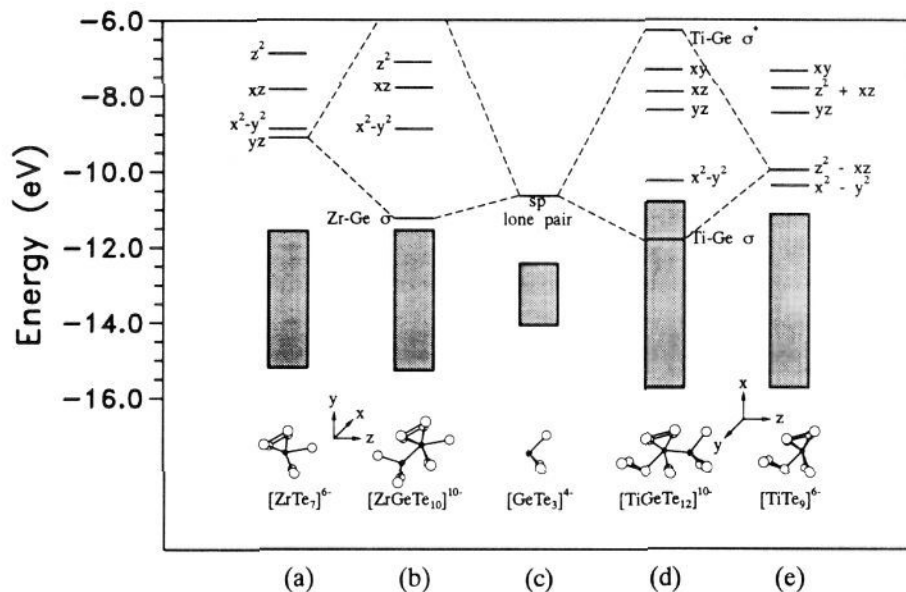 Energy (eV)
-6.0
-8.0
-10.0
-12.0
-14.0
-16.0
z²
xz
x²-y²
yz
z²
xz
x²-y²
Zr-Ge σ
sp
lone pair
Ti-Ge σ*
xy
xz
yz
x²-y²
Ti-Ge σ
xy
z² + xz
yz
z² - xz
x² - y²
y
x
z
x
z
y
[ZrTe₇]⁶⁻
[ZrGeTe₁₀]¹⁰⁻
[GeTe₃]⁴⁻
[TiGeTe₁₂]¹⁰⁻
[TiTe₉]⁶⁻
(a)
(b)
(c)
(d)
(e)